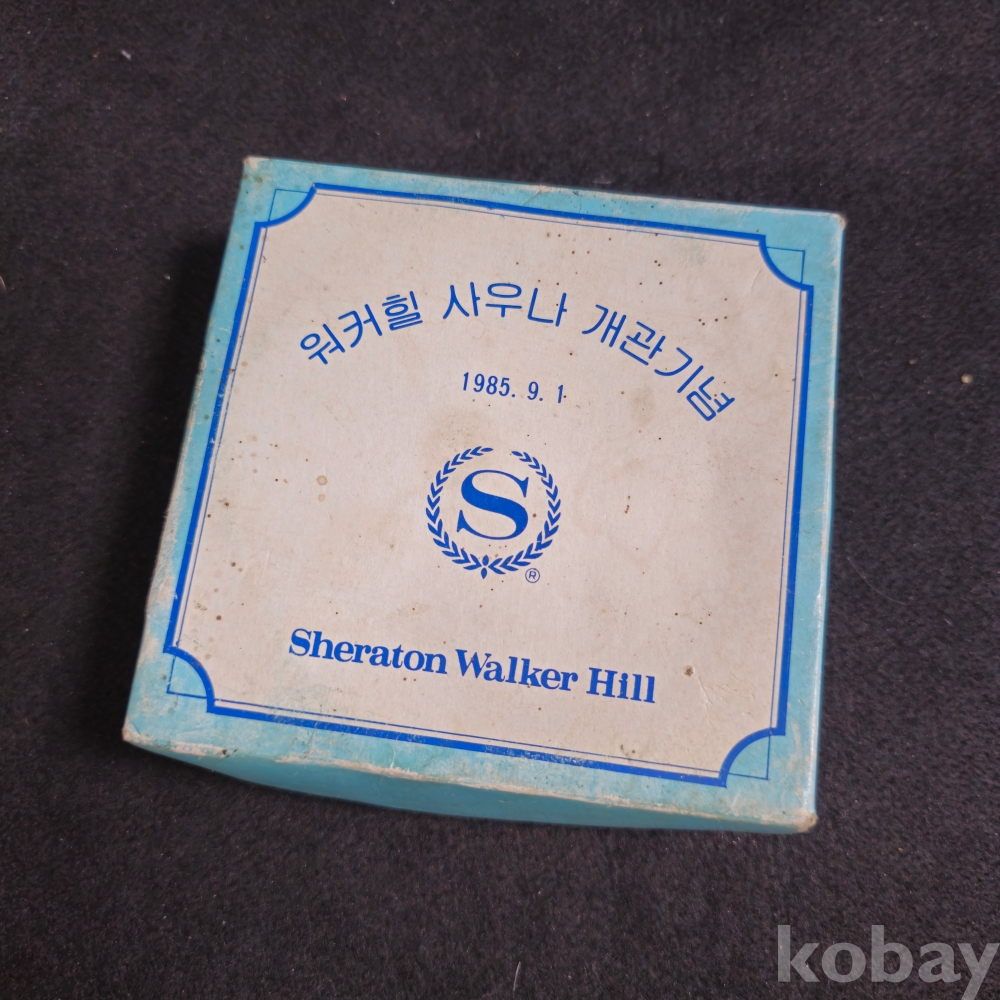 워커힐 사우나 개관기념
1985. 9. 1
S
®
Sheraton Walker Hill
kobay